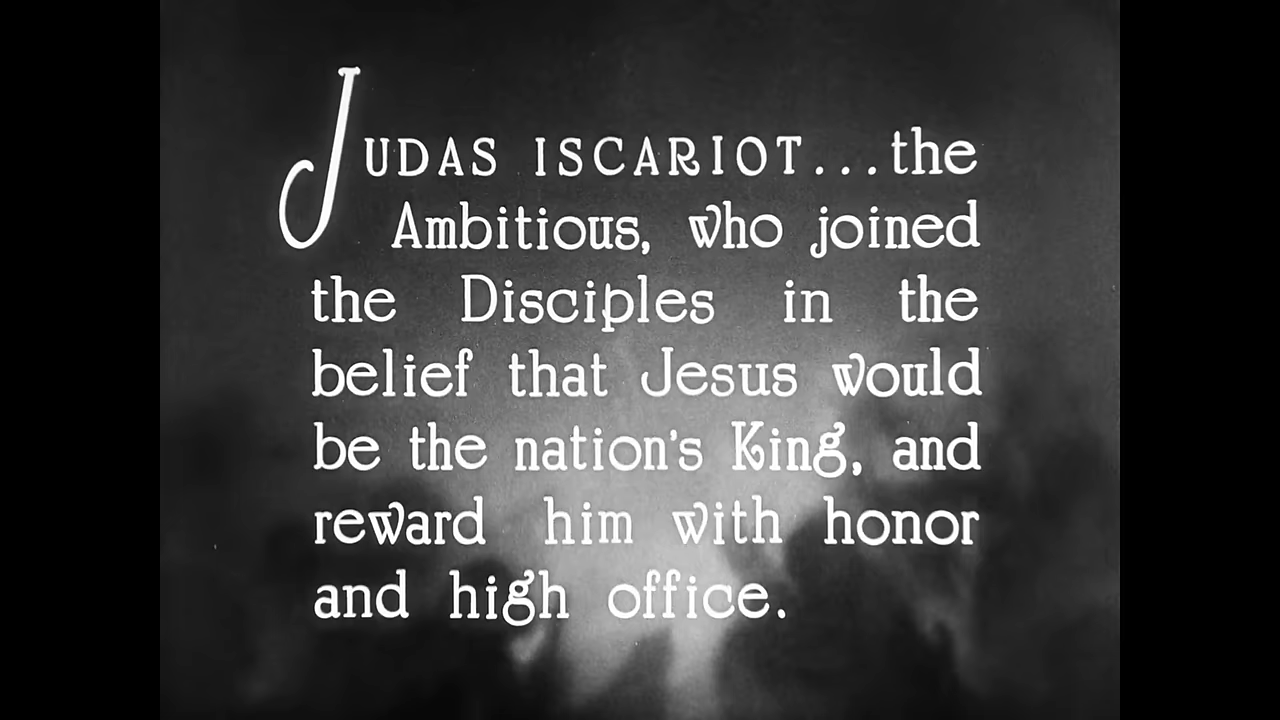 JUDAS ISCARIOT...the
Ambitious, who joined
the Disciples in the
belief that Jesus would
be the nation's King, and
reward him with honor
and high office.